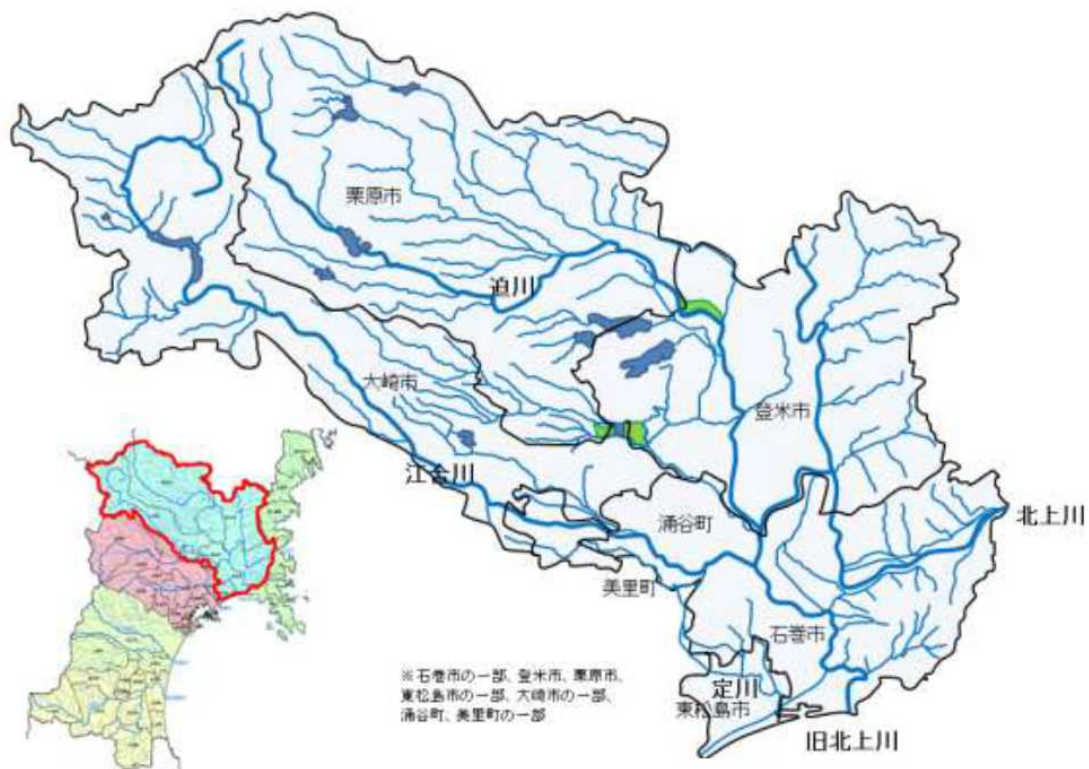 栗原市
迫川
大崎市
登米市
江合川
涌谷町
北上川
美里町
石巻市
※石巻市の一部、登米市、栗原市、
東松島市の一部、大崎市の一部、
涌谷町、美里町の一部
定川
東松島市
旧北上川